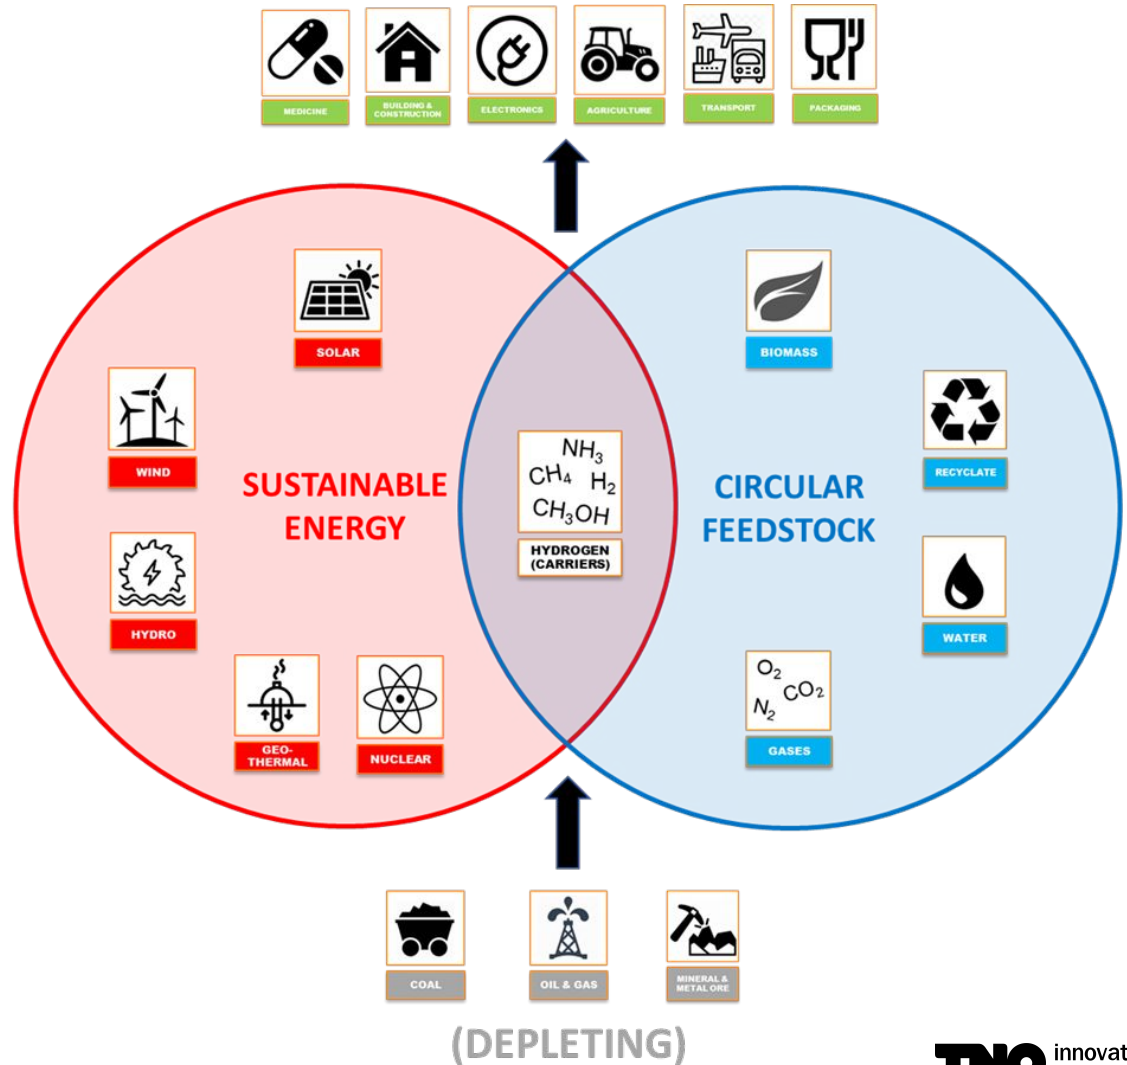 MEDICINE
BUILDING &
CONSTRUCTION
ELECTRONICS
AGRICULTURE
TRANSPORT
PACKAGING
SOLAR
BIOMASS
WIND
RECYCLATE
SUSTAINABLE
ENERGY
NH₃
CH₄ H₂
CH₃OH
HYDROGEN
(CARRIERS)
CIRCULAR
FEEDSTOCK
HYDRO
WATER
GEO-
THERMAL
NUCLEAR
O₂
CO₂
N₂
GASES
COAL
OIL & GAS
MINERAL &
METAL ORE
(DEPLETING)
TNO innovat